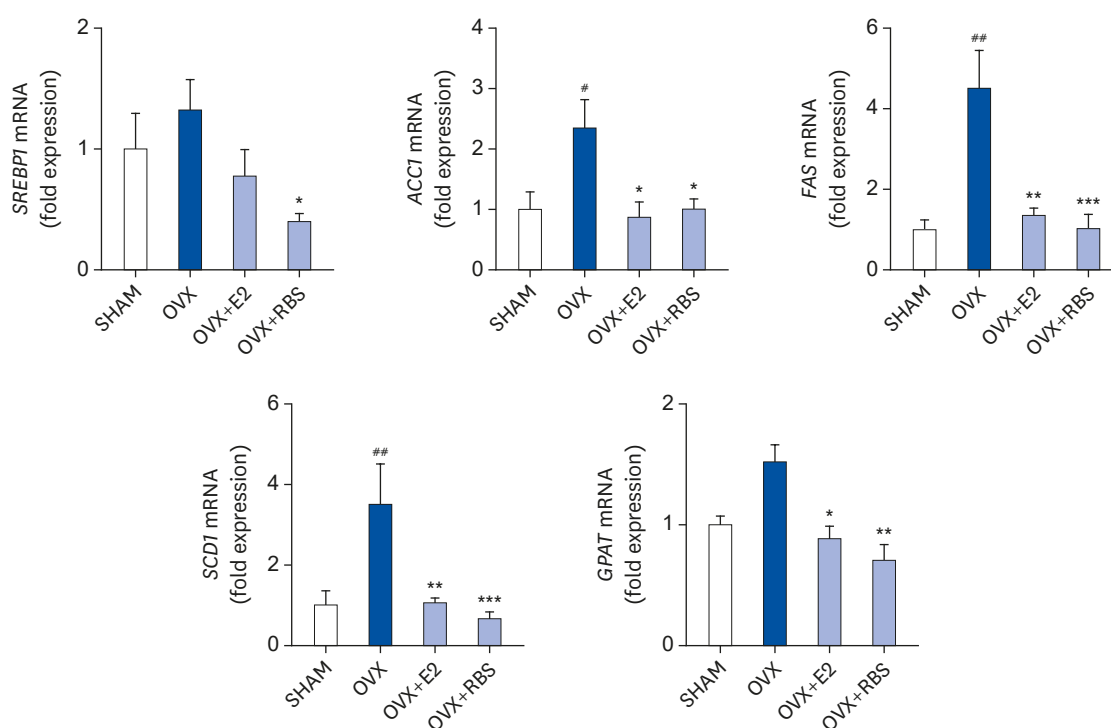 SREBP1 mRNA
(fold expression)
2
1
0
*
SHAM
OVX
OVX+E2
OVX+RBS
ACC1 mRNA
(fold expression)
4
3
2
1
0
#
*
*
SHAM
OVX
OVX+E2
OVX+RBS
FAS mRNA
(fold expression)
6
4
2
0
##
**
***
SHAM
OVX
OVX+E2
OVX+RBS
SCD1 mRNA
(fold expression)
6
4
2
0
##
**
***
SHAM
OVX
OVX+E2
OVX+RBS
GPAT mRNA
(fold expression)
2
1
0
*
**
SHAM
OVX
OVX+E2
OVX+RBS